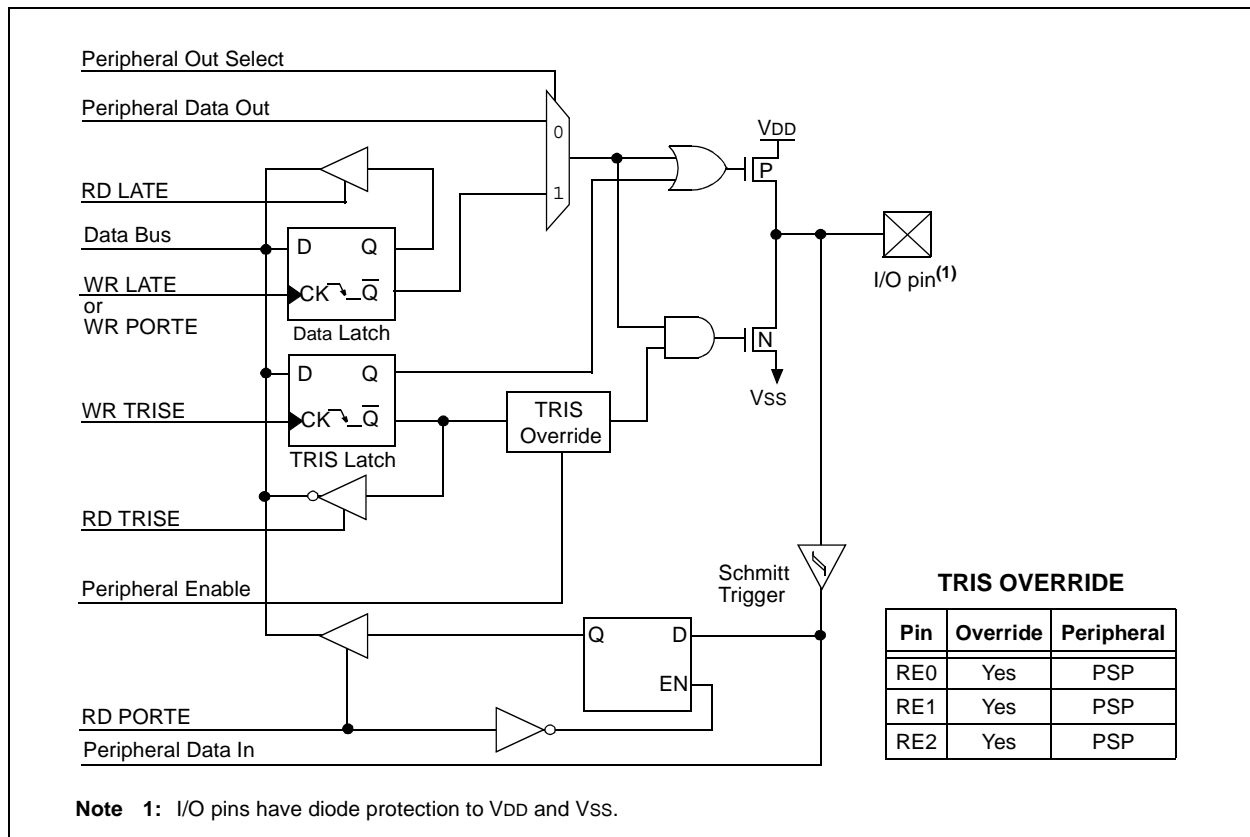 Peripheral Out Select
Peripheral Data Out
0
1
VDD
P
RD LATE
Data Bus
D Q
WR LATE
or
WR PORTE
CK Q
Data Latch
I/O pin(1)
N
VSS
D Q
WR TRISE
CK Q
TRIS Latch
TRIS
Override
RD TRISE
Peripheral Enable
Schmitt
Trigger
Q D
EN
RD PORTE
Peripheral Data In
TRIS OVERRIDE
Pin Override Peripheral
RE0 Yes PSP
RE1 Yes PSP
RE2 Yes PSP
Note 1: I/O pins have diode protection to VDD and VSS.